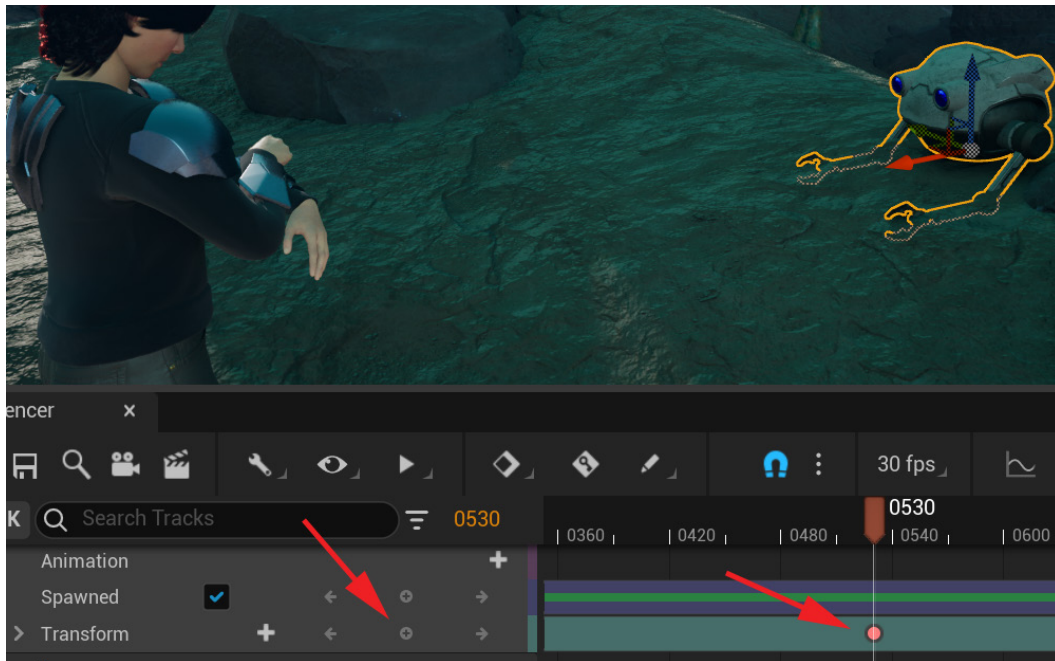 encer ×
30 fps
K Search Tracks 0530
0530
0360 0420 0480 0540 0600
Animation
Spawned
Transform